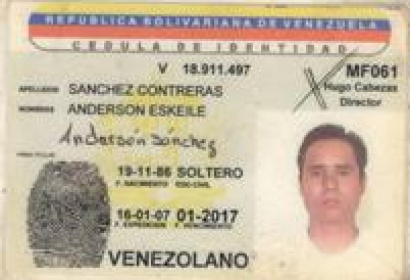 REPUBLICA BOLIVARIANA DE VENEZUELA
CEDULA DE IDENTIDAD
V 18.911.497
MF061
Hugo Cabezas
Director
APELLIDOS SANCHEZ CONTRERAS
NOMBRES ANDERSON ESKEILE
Anderson Sánchez
19-11-86 SOLTERO
F. NACIMIENTO EDO. CIVIL
16-01-07 01-2017
F. EXPEDICION F. VENCIMIENTO
VENEZOLANO